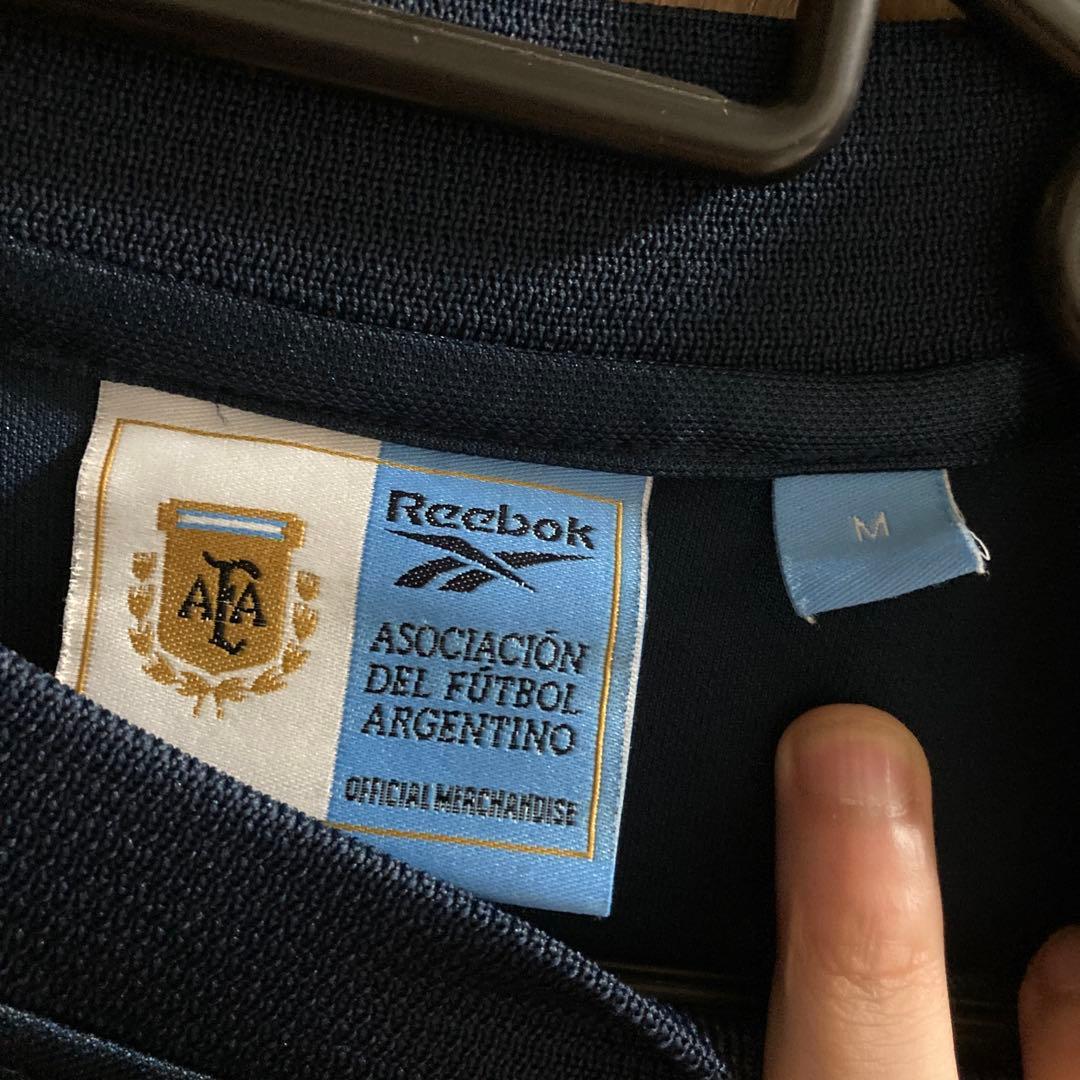 AFA
Reebok
ASOCIACIÓN
DEL FÚTBOL
ARGENTINO
OFFICIAL MERCHANDISE
M